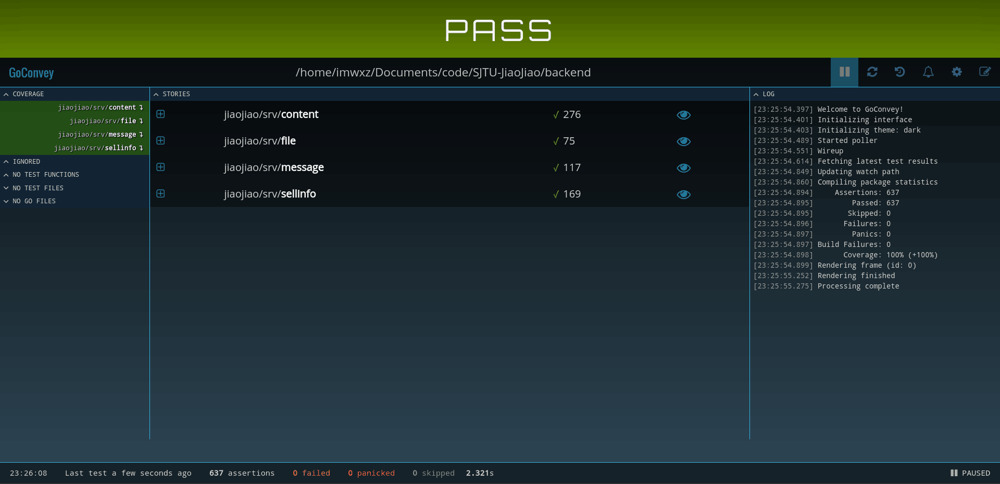 PASS
GoConvey
/home/imwxz/Documents/code/SJTU-JiaoJiao/backend
COVERAGE
jiaojiao/srv/content
jiaojiao/srv/file
jiaojiao/srv/message
jiaojiao/srv/sellinfo
IGNORED
NO TEST FUNCTIONS
NO TEST FILES
NO GO FILES
STORIES
jiaojiao/srv/content √ 276
jiaojiao/srv/file √ 75
jiaojiao/srv/message √ 117
jiaojiao/srv/sellinfo √ 169
LOG
[23:25:54.397] Welcome to GoConvey!
[23:25:54.401] Initializing interface
[23:25:54.403] Initializing theme: dark
[23:25:54.489] Started poller
[23:25:54.551] Wireup
[23:25:54.614] Fetching latest test results
[23:25:54.849] Updating watch path
[23:25:54.860] Compiling package statistics
[23:25:54.894] Assertions: 637
[23:25:54.895] Passed: 637
[23:25:54.895] Skipped: 0
[23:25:54.896] Failures: 0
[23:25:54.897] Panics: 0
[23:25:54.897] Build Failures: 0
[23:25:54.898] Coverage: 100% (+100%)
[23:25:54.899] Rendering frame (id: 0)
[23:25:55.252] Rendering finished
[23:25:55.275] Processing complete
23:26:08 Last test a few seconds ago 637 assertions 0 failed 0 panicked 0 skipped 2.321s PAUSED